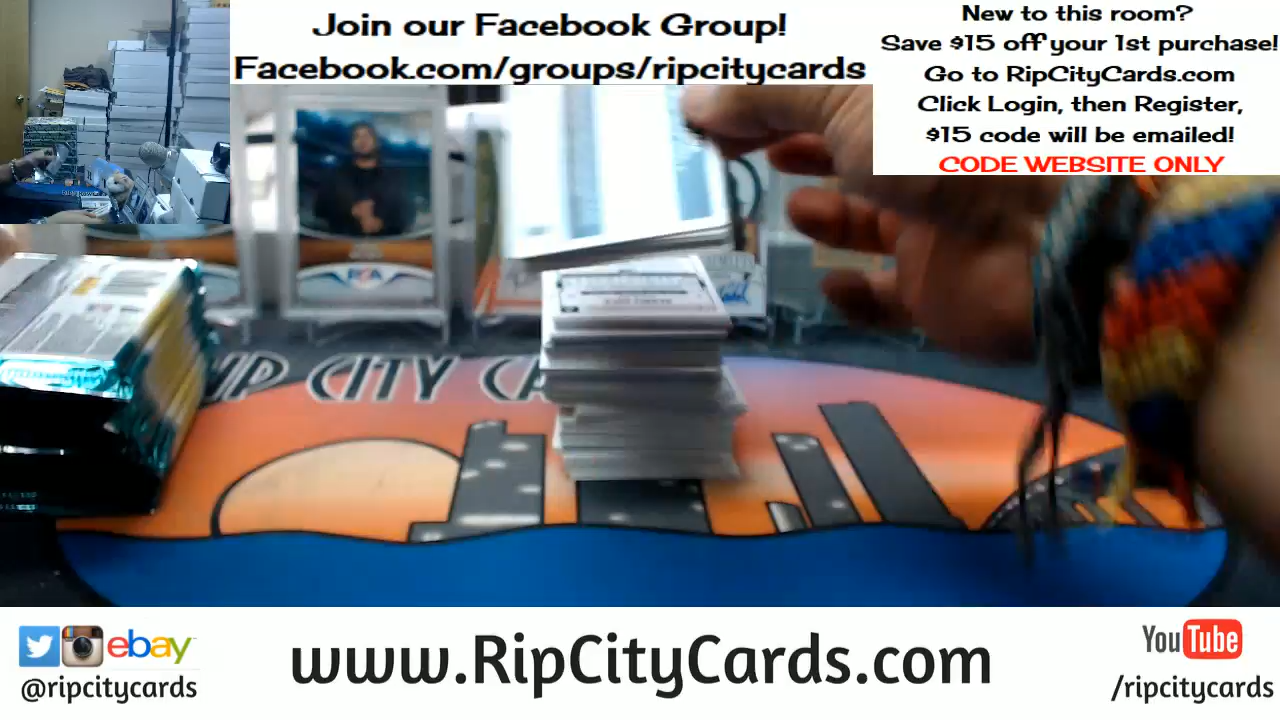 Join our Facebook Group!
Facebook.com/groups/ripcitycards
New to this room?
Save $15 off your 1st purchase!
Go to RipCityCards.com
Click Login, then Register,
$15 code will be emailed!
CODE WEBSITE ONLY
CITY
ebay
@ripcitycards
www.RipCityCards.com
YouTube
/ripcitycards